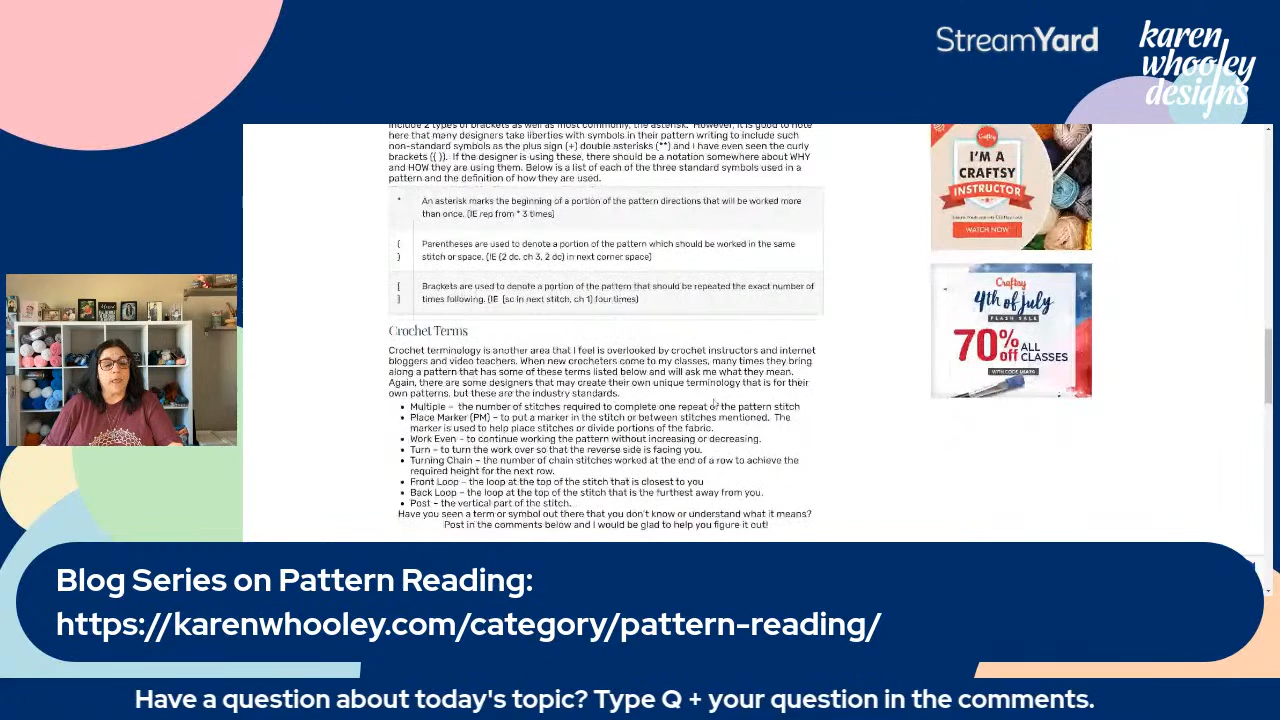 StreamYard
karen
whooley
designs
include 2 types of brackets as well as most commonly, the asterisk. However, it is good to note
here that many designers take liberties with symbols in their pattern writing to include such
non-standard symbols as the plus sign (+) double asterisks (**) and I have even seen the curly
brackets ({ }). If the designer is using these, there should be a notation somewhere about WHY
and HOW they are using them. Below is a list of each of the three standard symbols used in a
pattern and the definition of how they are used.
* An asterisk marks the beginning of a portion of the pattern directions that will be worked more
than once. (IE rep from * 3 times)
( Parentheses are used to denote a portion of the pattern which should be worked in the same
) stitch or space. (IE (2 dc, ch 3, 2 dc) in next corner space)
[ Brackets are used to denote a portion of the pattern that should be repeated the exact number of
] times following. (IE [sc in next stitch, ch 1] four times)
Crochet Terms
Crochet terminology is another area that I feel is overlooked by crochet instructors and internet
bloggers and video teachers. When new crocheters come to my classes, many times they bring
along a pattern that has some of these terms listed below and will ask me what they mean.
Again, there are some designers that may create their own unique terminology that is for their
own patterns, but these are the industry standards.
• Multiple – the number of stitches required to complete one repeat of the pattern stitch
• Place Marker (PM) – to put a marker in the stitch or between stitches mentioned. The
marker is used to help place stitches or divide portions of the fabric.
• Work Even – to continue working the pattern without increasing or decreasing.
• Turn – to turn the work over so that the reverse side is facing you.
• Turning Chain – the number of chain stitches worked at the end of a row to achieve the
required height for the next row.
• Front Loop – the loop at the top of the stitch that is closest to you
• Back Loop – the loop at the top of the stitch that is the furthest away from you.
• Post – the vertical part of the stitch.
Have you seen a term or symbol out there that you don't know or understand what it means?
Post in the comments below and I would be glad to help you figure it out!
Craftsy
I'M A
CRAFTSY
INSTRUCTOR
WATCH NOW
Craftsy
4th of July
FLASH SALE
70% off ALL CLASSES
Blog Series on Pattern Reading:
https://karenwhooley.com/category/pattern-reading/
Have a question about today's topic? Type Q + your question in the comments.